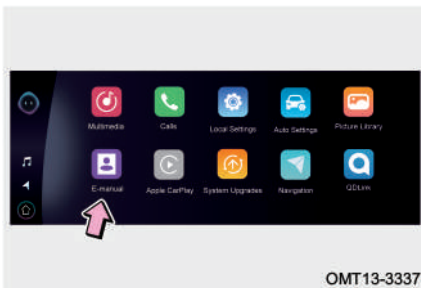 Multimedia
Calls
Local Settings
Auto Settings
Picture Library
E-manual
Apple CarPlay
System Upgrades
Navigation
QDLink
OMT13-3337